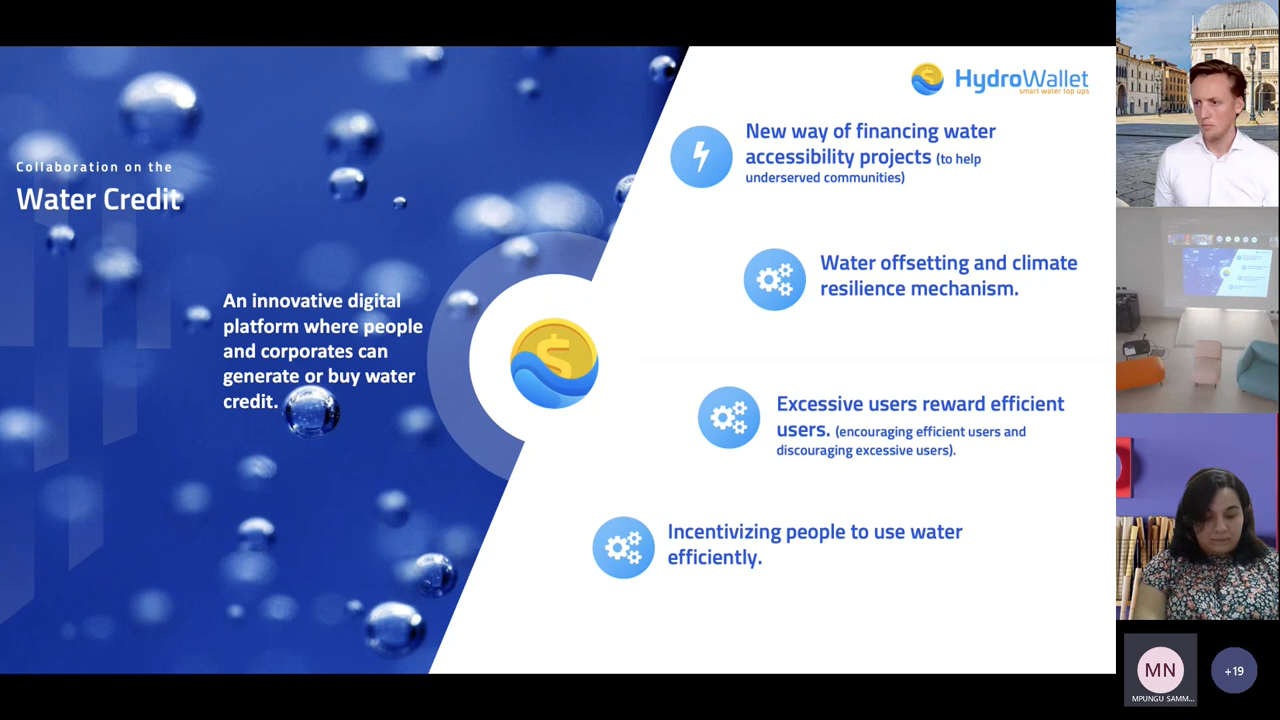 Collaboration on the
Water Credit
An innovative digital
platform where people
and corporates can
generate or buy water
credit.
HydroWallet
smart water top ups
New way of financing water
accessibility projects (to help
underserved communities)
Water offsetting and climate
resilience mechanism.
Excessive users reward efficient
users. (encouraging efficient users and
discouraging excessive users).
Incentivizing people to use water
efficiently.
MN
MPUNGU SAMM...
+19